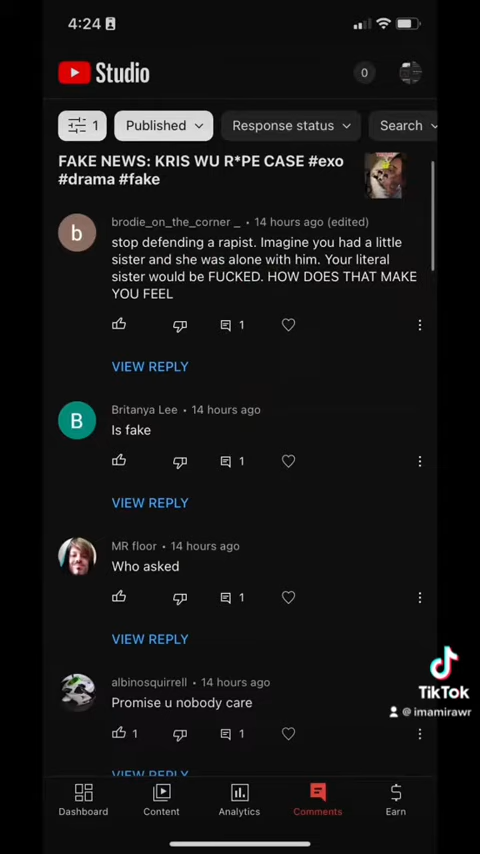 4:24
Studio
0
1
Published
Response status
Search
FAKE NEWS: KRIS WU R*PE CASE #exo
#drama #fake
b
brodie_on_the_corner _ • 14 hours ago (edited)
stop defending a rapist. Imagine you had a little
sister and she was alone with him. Your literal
sister would be FUCKED. HOW DOES THAT MAKE
YOU FEEL
1
VIEW REPLY
B
Britanya Lee • 14 hours ago
Is fake
1
VIEW REPLY
MR floor • 14 hours ago
Who asked
1
VIEW REPLY
albinosquirrell • 14 hours ago
Promise u nobody care
1
1
VIEW REPLY
TikTok
@imamirawr
Dashboard
Content
Analytics
Comments
Earn